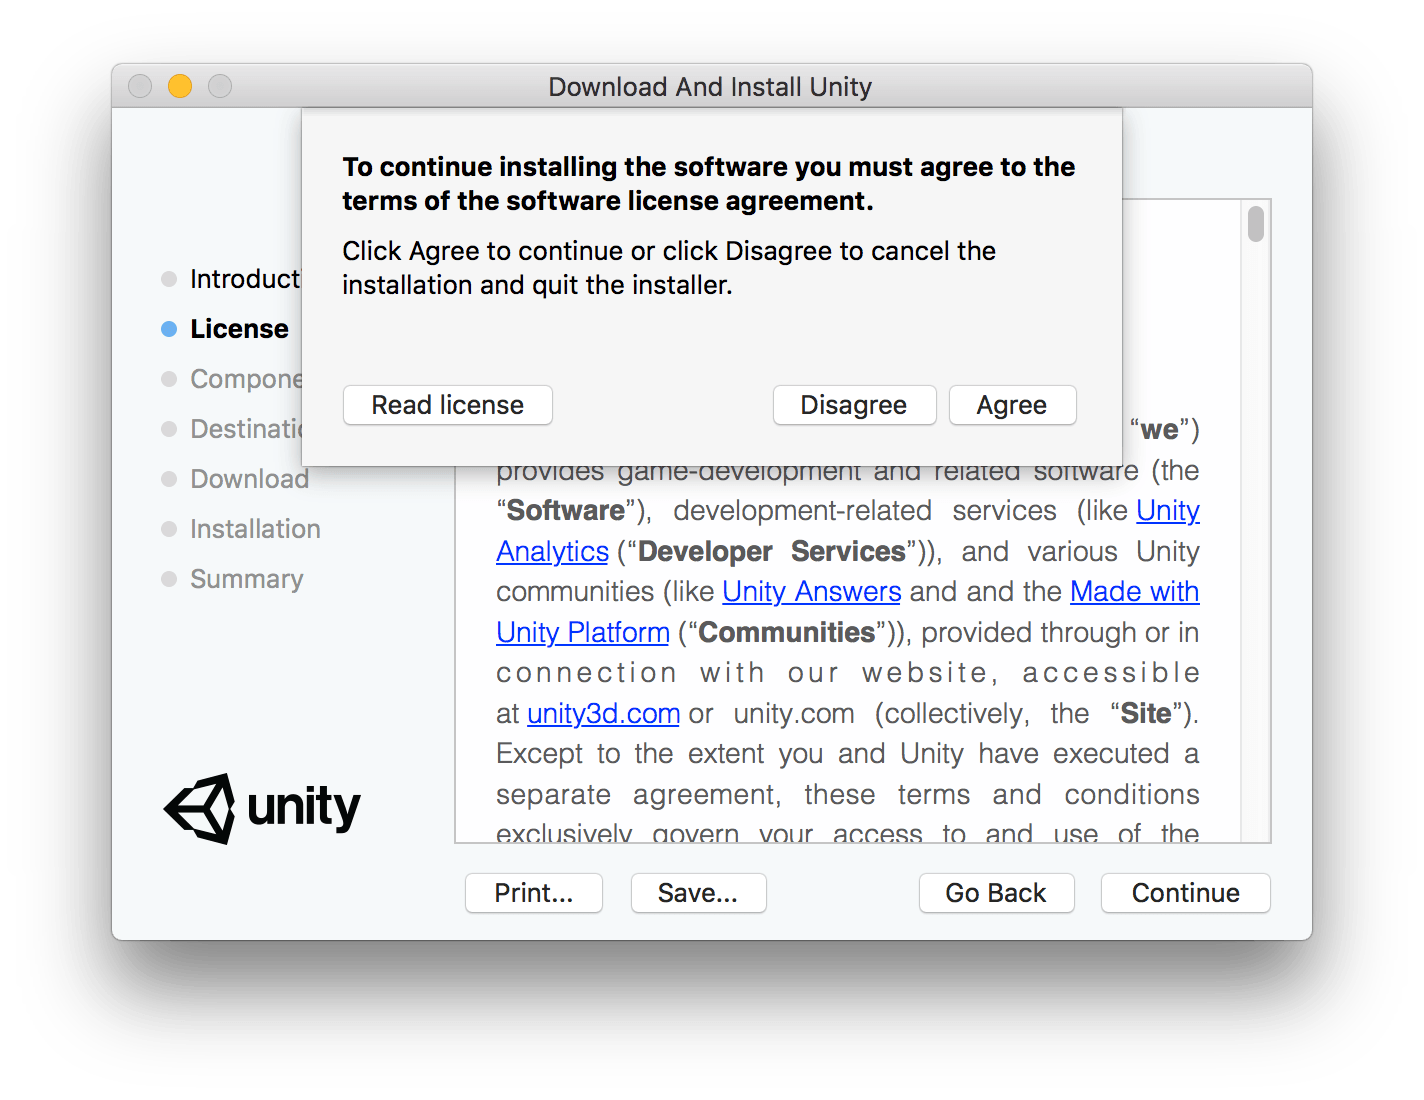 Download And Install Unity
To continue installing the software you must agree to the
terms of the software license agreement.
Click Agree to continue or click Disagree to cancel the
installation and quit the installer.
Read license
Disagree
Agree
Introducti
License
Compone
Destinatio
Download
Installation
Summary
unity
“we”)
provides game-development and related software (the
“Software”), development-related services (like Unity
Analytics (“Developer Services”)), and various Unity
communities (like Unity Answers and and the Made with
Unity Platform (“Communities”)), provided through or in
connection with our website, accessible
at unity3d.com or unity.com (collectively, the “Site”).
Except to the extent you and Unity have executed a
separate agreement, these terms and conditions
exclusively govern your access to and use of the
Print...
Save...
Go Back
Continue